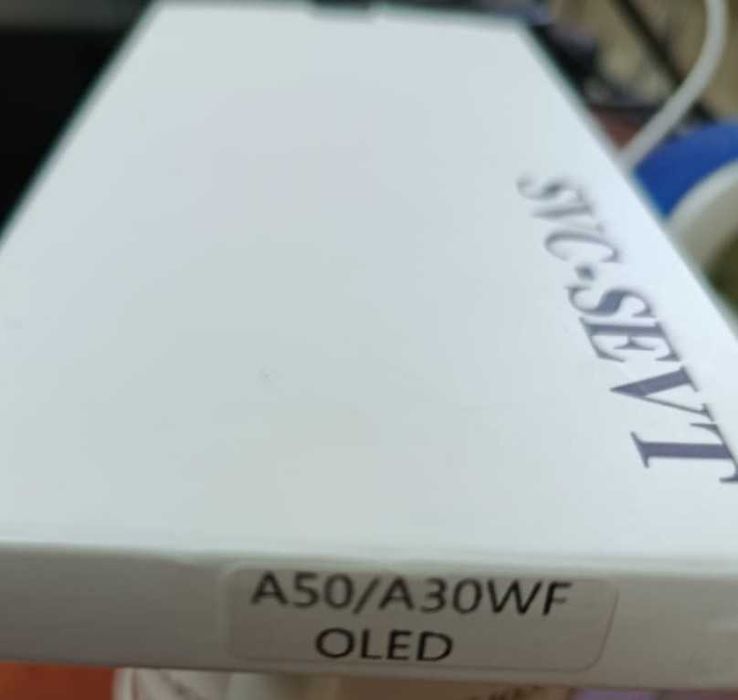 SVC-SEVT
A50/A30WF
OLED